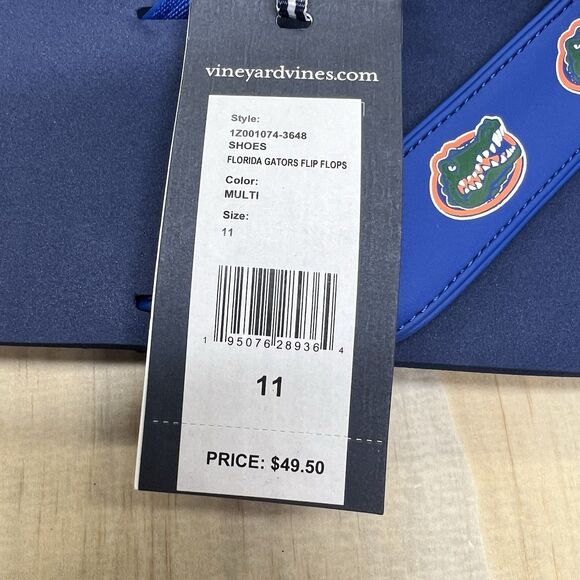 vineyardvines.com
Style:
1Z001074-3648
SHOES
FLORIDA GATORS FLIP FLOPS
Color:
MULTI
Size:
11
1 95076 28936 4
11
PRICE: $49.50